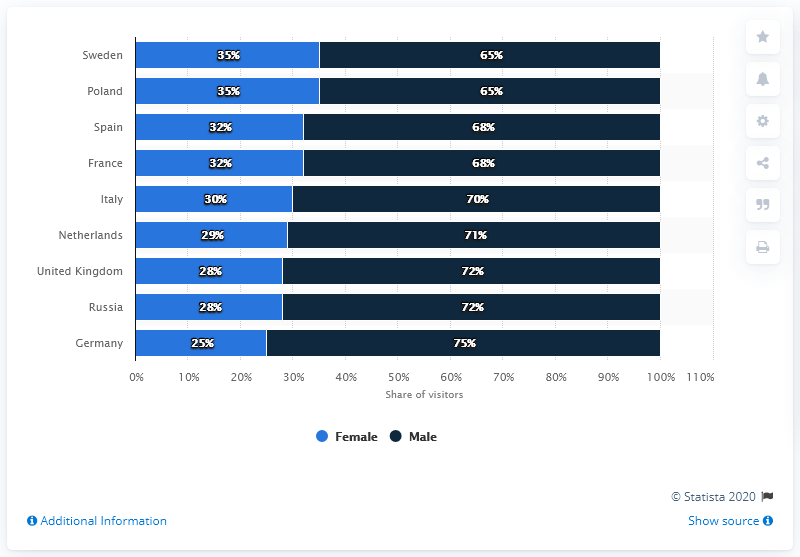 Sweden 35% 65%
Poland 35% 65%
Spain 32% 68%
France 32% 68%
Italy 30% 70%
Netherlands 29% 71%
United Kingdom 28% 72%
Russia 28% 72%
Germany 25% 75%
0% 10% 20% 30% 40% 50% 60% 70% 80% 90% 100% 110%
Share of visitors
Female Male
© Statista 2020
Additional Information Show source